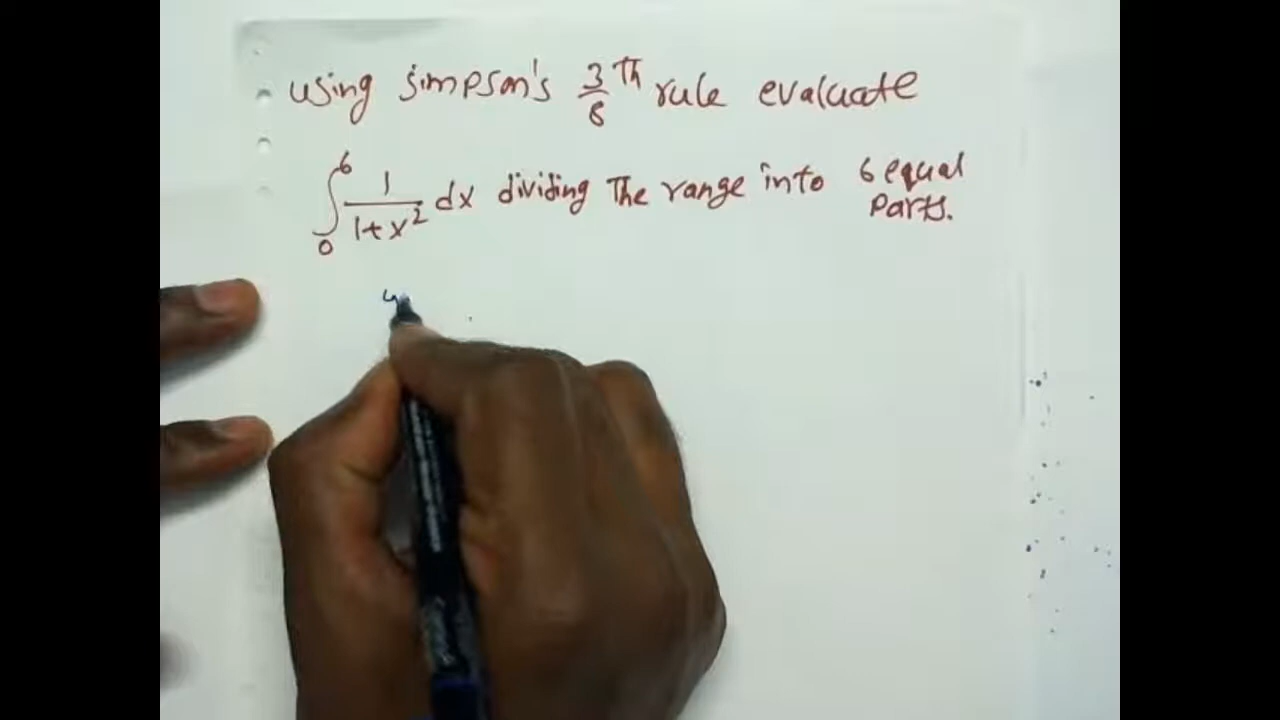 using simpson's 3/8 Th rule evaluate
∫₀⁶ 1/(1+x²) dx dividing The range into 6 equal
Parts.